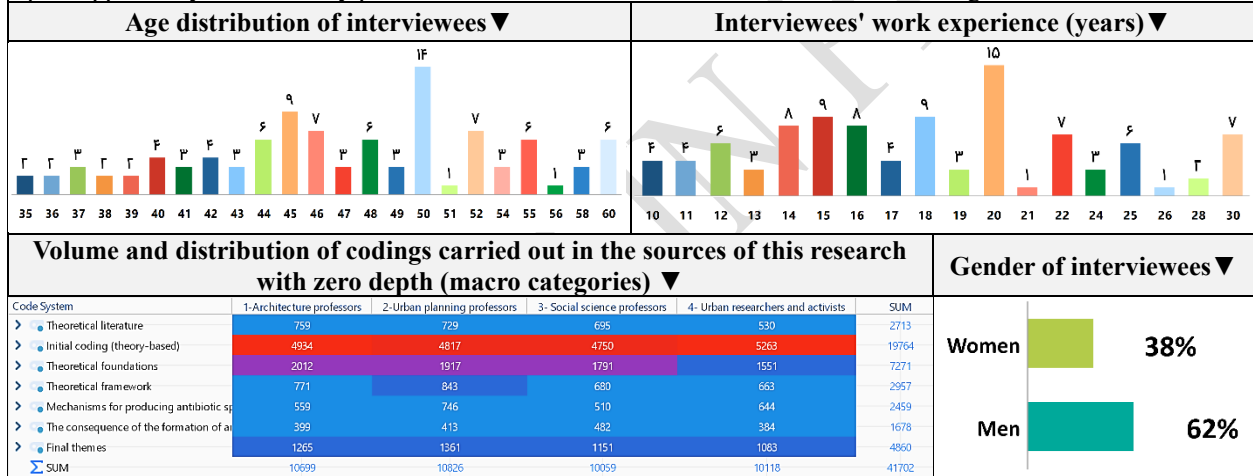 Age distribution of interviewees▼
۲ ۲ ۳ ۲ ۲ ۴ ۳ ۴ ۳ ۶ ۹ ۷ ۳ ۶ ۳ ۱۴ ۱ ۷ ۳ ۶ ۱ ۳ ۶
35 36 37 38 39 40 41 42 43 44 45 46 47 48 49 50 51 52 54 55 56 58 60
Interviewees' work experience (years)▼
۴ ۴ ۶ ۳ ۸ ۹ ۸ ۴ ۹ ۳ ۱۵ ۱ ۷ ۳ ۶ ۱ ۲ ۷
10 11 12 13 14 15 16 17 18 19 20 21 22 24 25 26 28 30
Volume and distribution of codings carried out in the sources of this research
with zero depth (macro categories) ▼
Code System 1-Architecture professors 2-Urban planning professors 3- Social science professors 4- Urban researchers and activists SUM
Theoretical literature 759 729 695 530 2713
Initial coding (theory-based) 4934 4817 4750 5263 19764
Theoretical foundations 2012 1917 1791 1551 7271
Theoretical framework 771 843 680 663 2957
Mechanisms for producing antibiotic sp 559 746 510 644 2459
The consequence of the formation of ar 399 413 482 384 1678
Final themes 1265 1361 1151 1083 4860
∑ SUM 10699 10826 10059 10118 41702
Gender of interviewees▼
Women 38%
Men 62%